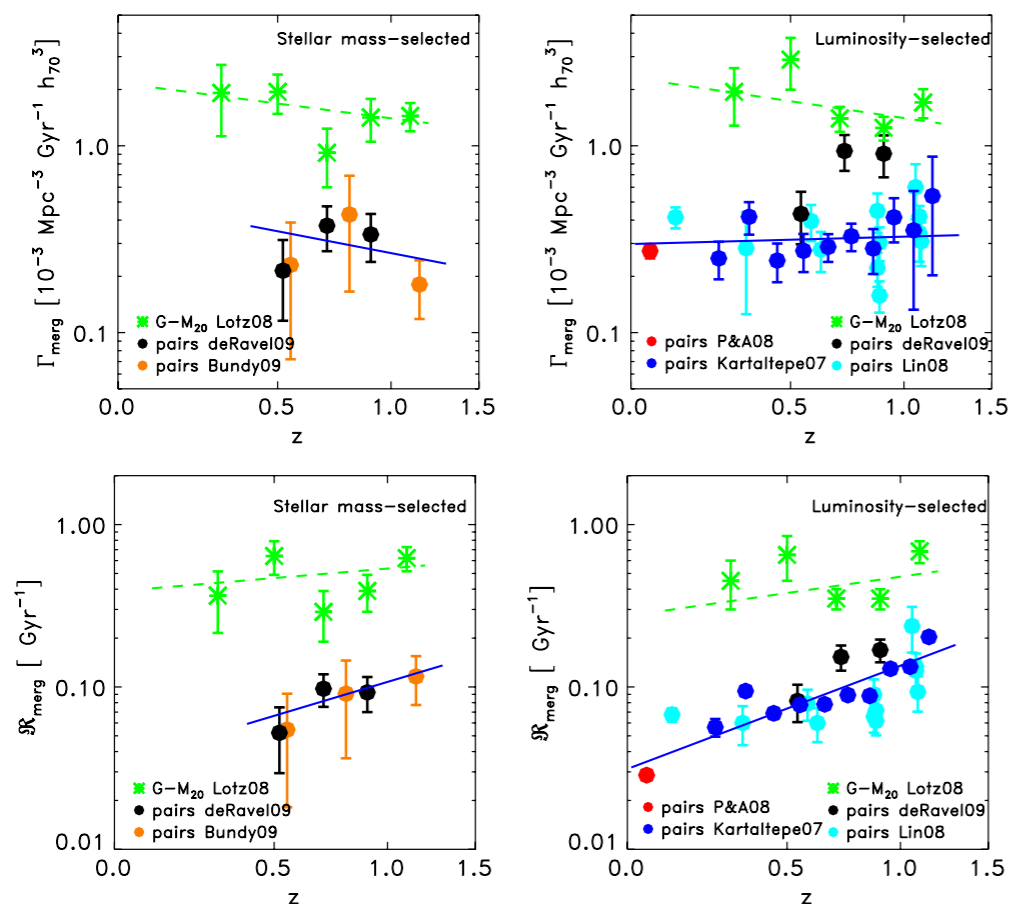 Stellar mass-selected
Γmerg [10⁻³ Mpc⁻³ Gyr⁻¹ h₇₀³]
1.0
0.1
G-M₂₀ Lotz08
pairs deRavel09
pairs Bundy09
0.0 0.5 1.0 1.5
z
Luminosity-selected
Γmerg [10⁻³ Mpc⁻³ Gyr⁻¹ h₇₀³]
1.0
0.1
pairs P&A08
pairs Kartaltepe07
G-M₂₀ Lotz08
pairs deRavel09
pairs Lin08
0.0 0.5 1.0 1.5
z
Stellar mass-selected
ℜmerg [ Gyr⁻¹]
1.00
0.10
0.01
G-M₂₀ Lotz08
pairs deRavel09
pairs Bundy09
0.0 0.5 1.0 1.5
z
Luminosity-selected
ℜmerg [ Gyr⁻¹]
1.00
0.10
0.01
pairs P&A08
pairs Kartaltepe07
G-M₂₀ Lotz08
pairs deRavel09
pairs Lin08
0.0 0.5 1.0 1.5
z